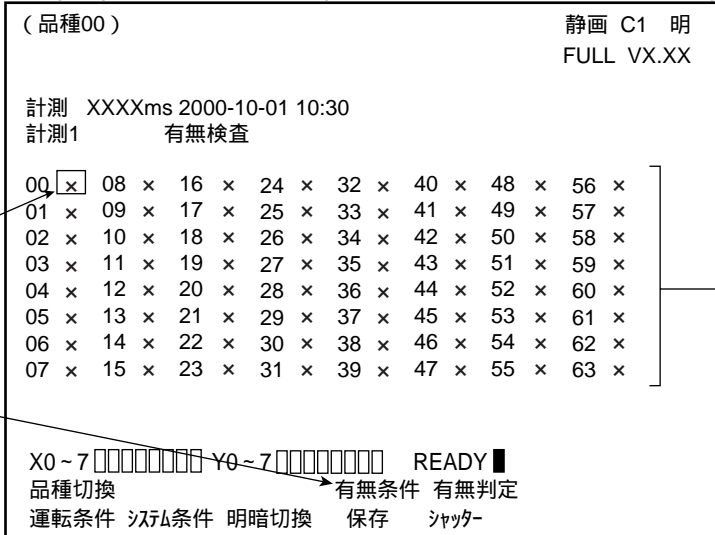 (品種00) 静画 C1 明
FULL VX.XX
計測 XXXXms 2000-10-01 10:30
計測1 有無検査
00 × 08 × 16 × 24 × 32 × 40 × 48 × 56 ×
01 × 09 × 17 × 25 × 33 × 41 × 49 × 57 ×
02 × 10 × 18 × 26 × 34 × 42 × 50 × 58 ×
03 × 11 × 19 × 27 × 35 × 43 × 51 × 59 ×
04 × 12 × 20 × 28 × 36 × 44 × 52 × 60 ×
05 × 13 × 21 × 29 × 37 × 45 × 53 × 61 ×
06 × 14 × 22 × 30 × 38 × 46 × 54 × 62 ×
07 × 15 × 23 × 31 × 39 × 47 × 55 × 63 ×
X0~7▯▯▯▯▯▯▯▯ Y0~7▯▯▯▯▯▯▯▯ READY▮
品種切換 有無条件 有無判定
運転条件 システム条件 明暗切換 保存 シャッター